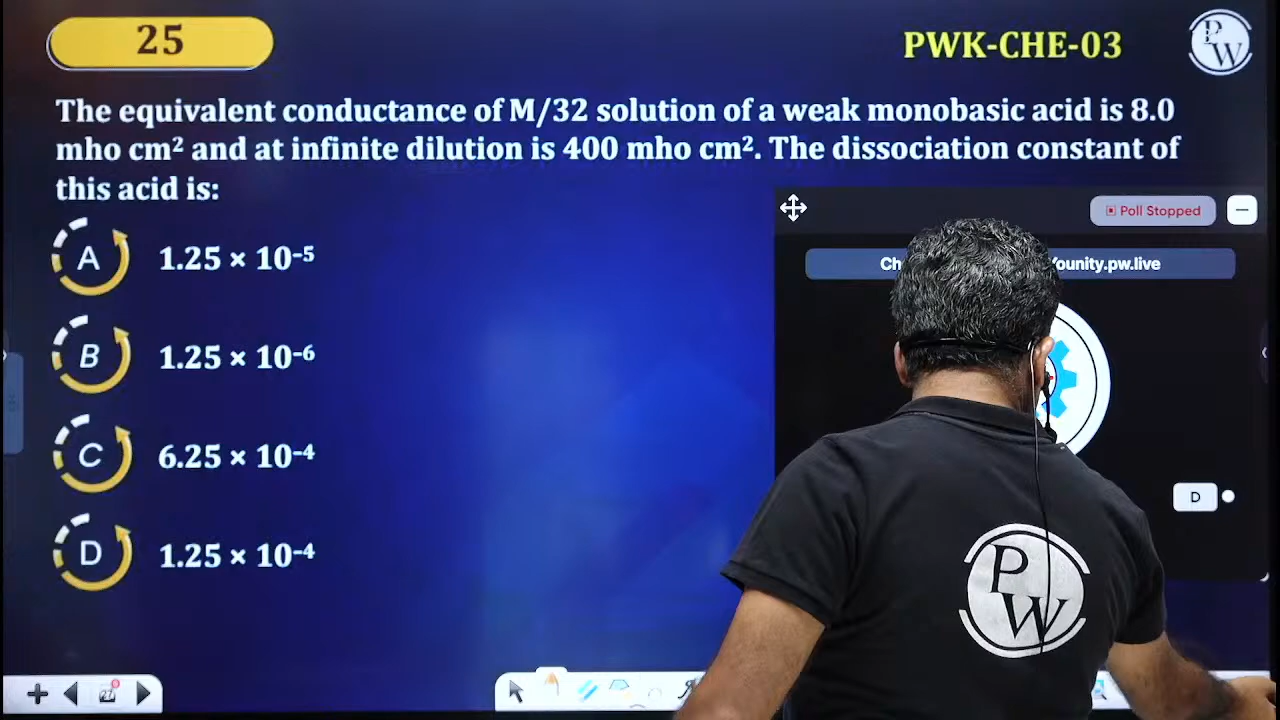 25
PWK-CHE-03
PW
The equivalent conductance of M/32 solution of a weak monobasic acid is 8.0
mho cm² and at infinite dilution is 400 mho cm². The dissociation constant of
this acid is:
Poll Stopped
Ch ounity.pw.live
A 1.25 × 10⁻⁵
B 1.25 × 10⁻⁶
C 6.25 × 10⁻⁴
D
D 1.25 × 10⁻⁴
PW